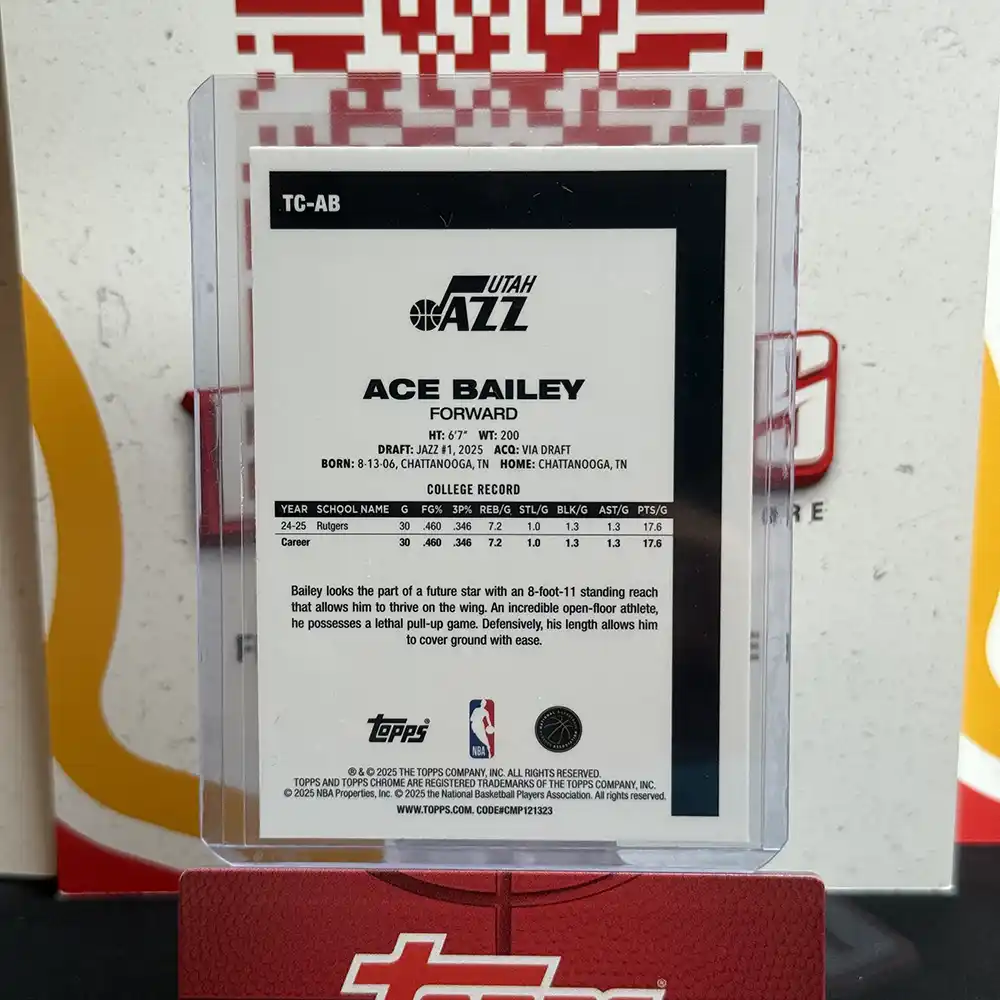 TC-AB
UTAH
JAZZ
ACE BAILEY
FORWARD
HT: 6'7" WT: 200
DRAFT: JAZZ #1, 2025 ACQ: VIA DRAFT
BORN: 8-13-06, CHATTANOOGA, TN HOME: CHATTANOOGA, TN
COLLEGE RECORD
YEAR SCHOOL NAME G FG% 3P% REB/G STL/G BLK/G AST/G PTS/G
24-25 Rutgers 30 .460 .346 7.2 1.0 1.3 1.3 17.6
Career 30 .460 .346 7.2 1.0 1.3 1.3 17.6
Bailey looks the part of a future star with an 8-foot-11 standing reach
that allows him to thrive on the wing. An incredible open-floor athlete,
he possesses a lethal pull-up game. Defensively, his length allows him
to cover ground with ease.
Topps®
NBA
® & © 2025 THE TOPPS COMPANY, INC. ALL RIGHTS RESERVED.
TOPPS AND TOPPS CHROME ARE REGISTERED TRADEMARKS OF THE TOPPS COMPANY, INC.
© 2025 NBA Properties, Inc. © 2025 the National Basketball Players Association. All rights reserved.
WWW.TOPPS.COM. CODE#CMP121323
Topps®